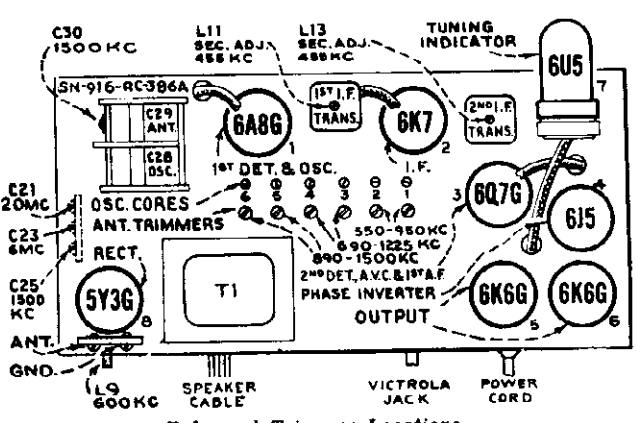 C30
1500 KC
L11
SEC. ADJ.
455 KC
L13
SEC. ADJ.
455 KC
TUNING
INDICATOR
6U5
7
SN-916-RC-386A
C29
ANT.
C28
OSC.
6A8G
1
1ST I.F.
TRANS.
6K7
2
2ND I.F.
TRANS.
1ST DET. & OSC.
I.F.
C21
20MC
C23
6MC
C25
1500
KC
OSC. CORES
6 5 4 3 2 1
ANT. TRIMMERS
550-950KC
690-1225 KC
890-1500KC
3
6Q7G
4
6J5
RECT.
5Y3G
8
T1
2ND DET., A.V.C. & 1ST A.F.
PHASE INVERTER
OUTPUT
6K6G
5
6K6G
6
ANT.
GND.
L9
600KC
SPEAKER
CABLE
VICTROLA
JACK
POWER
CORD